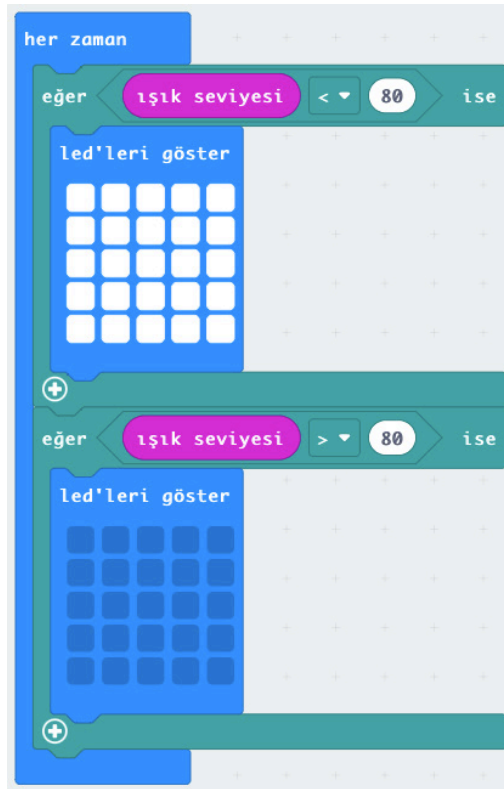 her zaman
eğer ışık seviyesi < 80 ise
led'leri göster
eğer ışık seviyesi > 80 ise
led'leri göster